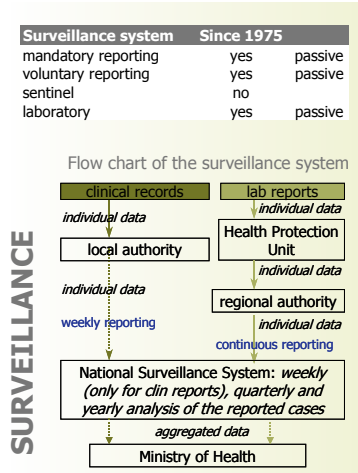 Surveillance system Since 1975
mandatory reporting yes passive
voluntary reporting yes passive
sentinel no
laboratory yes passive
Flow chart of the surveillance system
clinical records lab reports
individual data individual data
local authority Health Protection
Unit
individual data individual data
regional authority
weekly reporting individual data
continuous reporting
National Surveillance System: weekly
(only for clin reports), quarterly and
yearly analysis of the reported cases
aggregated data
Ministry of Health
SURVEILLANCE